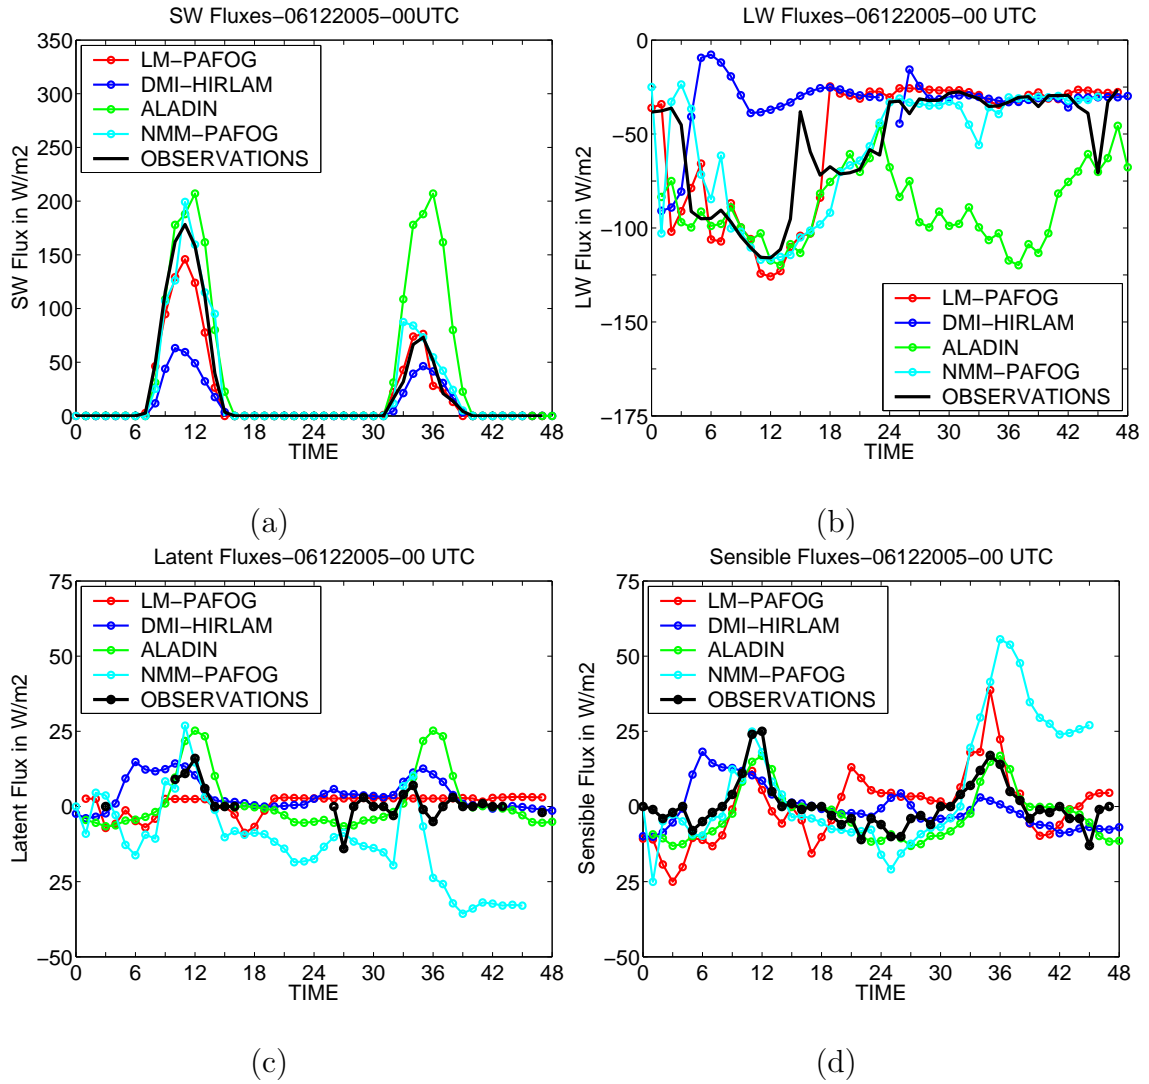 SW Fluxes−06122005−00UTC
350
300
250
200
150
100
50
0
SW Flux in W/m2
LM−PAFOG
DMI−HIRLAM
ALADIN
NMM−PAFOG
OBSERVATIONS
0 6 12 18 24 30 36 42 48
TIME
(a)
LW Fluxes−06122005−00 UTC
0
−25
−50
−75
−100
−125
−150
−175
LW Flux in W/m2
LM−PAFOG
DMI−HIRLAM
ALADIN
NMM−PAFOG
OBSERVATIONS
0 6 12 18 24 30 36 42 48
TIME
(b)
Latent Fluxes−06122005−00 UTC
75
50
25
0
25
−50
Latent Flux in W/m2
LM−PAFOG
DMI−HIRLAM
ALADIN
NMM−PAFOG
OBSERVATIONS
0 6 12 18 24 30 36 42 48
TIME
(c)
Sensible Fluxes−06122005−00 UTC
75
50
25
0
25
−50
Sensible Flux in W/m2
LM−PAFOG
DMI−HIRLAM
ALADIN
NMM−PAFOG
OBSERVATIONS
0 6 12 18 24 30 36 42 48
TIME
(d)